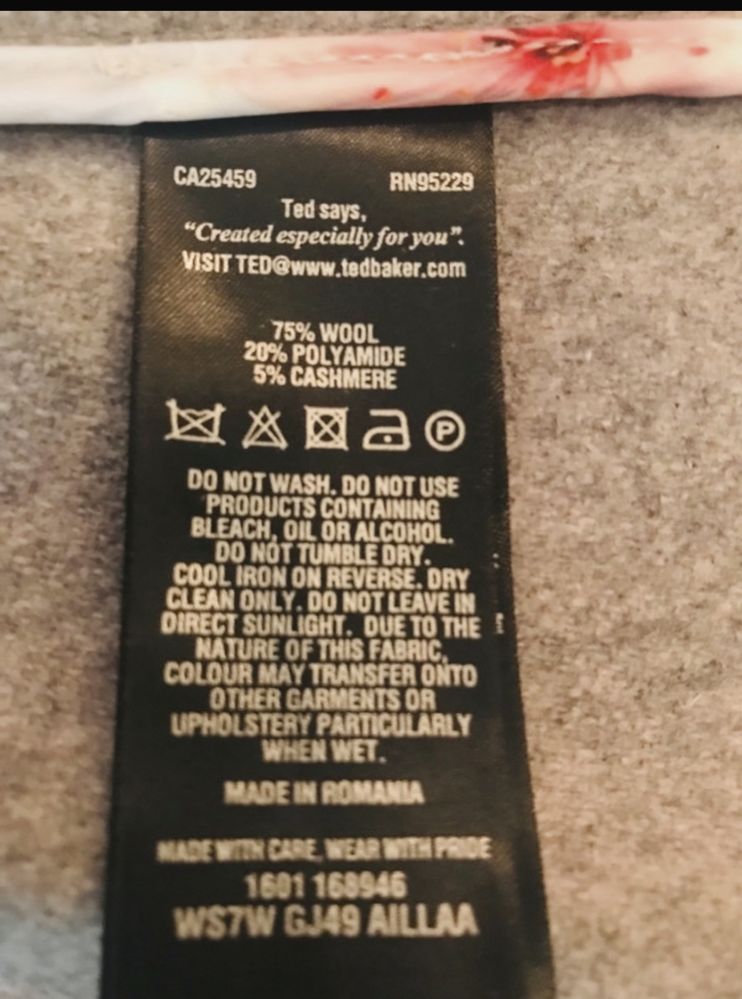 CA25459 RN95229
Ted says,
“Created especially for you”.
VISIT TED@www.tedbaker.com
75% WOOL
20% POLYAMIDE
5% CASHMERE
P
DO NOT WASH. DO NOT USE
PRODUCTS CONTAINING
BLEACH, OIL OR ALCOHOL.
DO NOT TUMBLE DRY.
COOL IRON ON REVERSE. DRY
CLEAN ONLY. DO NOT LEAVE IN
DIRECT SUNLIGHT. DUE TO THE
NATURE OF THIS FABRIC,
COLOUR MAY TRANSFER ONTO
OTHER GARMENTS OR
UPHOLSTERY PARTICULARLY
WHEN WET.
MADE IN ROMANIA
MADE WITH CARE, WEAR WITH PRIDE
1601 168946
WS7W GJ49 AILLAA